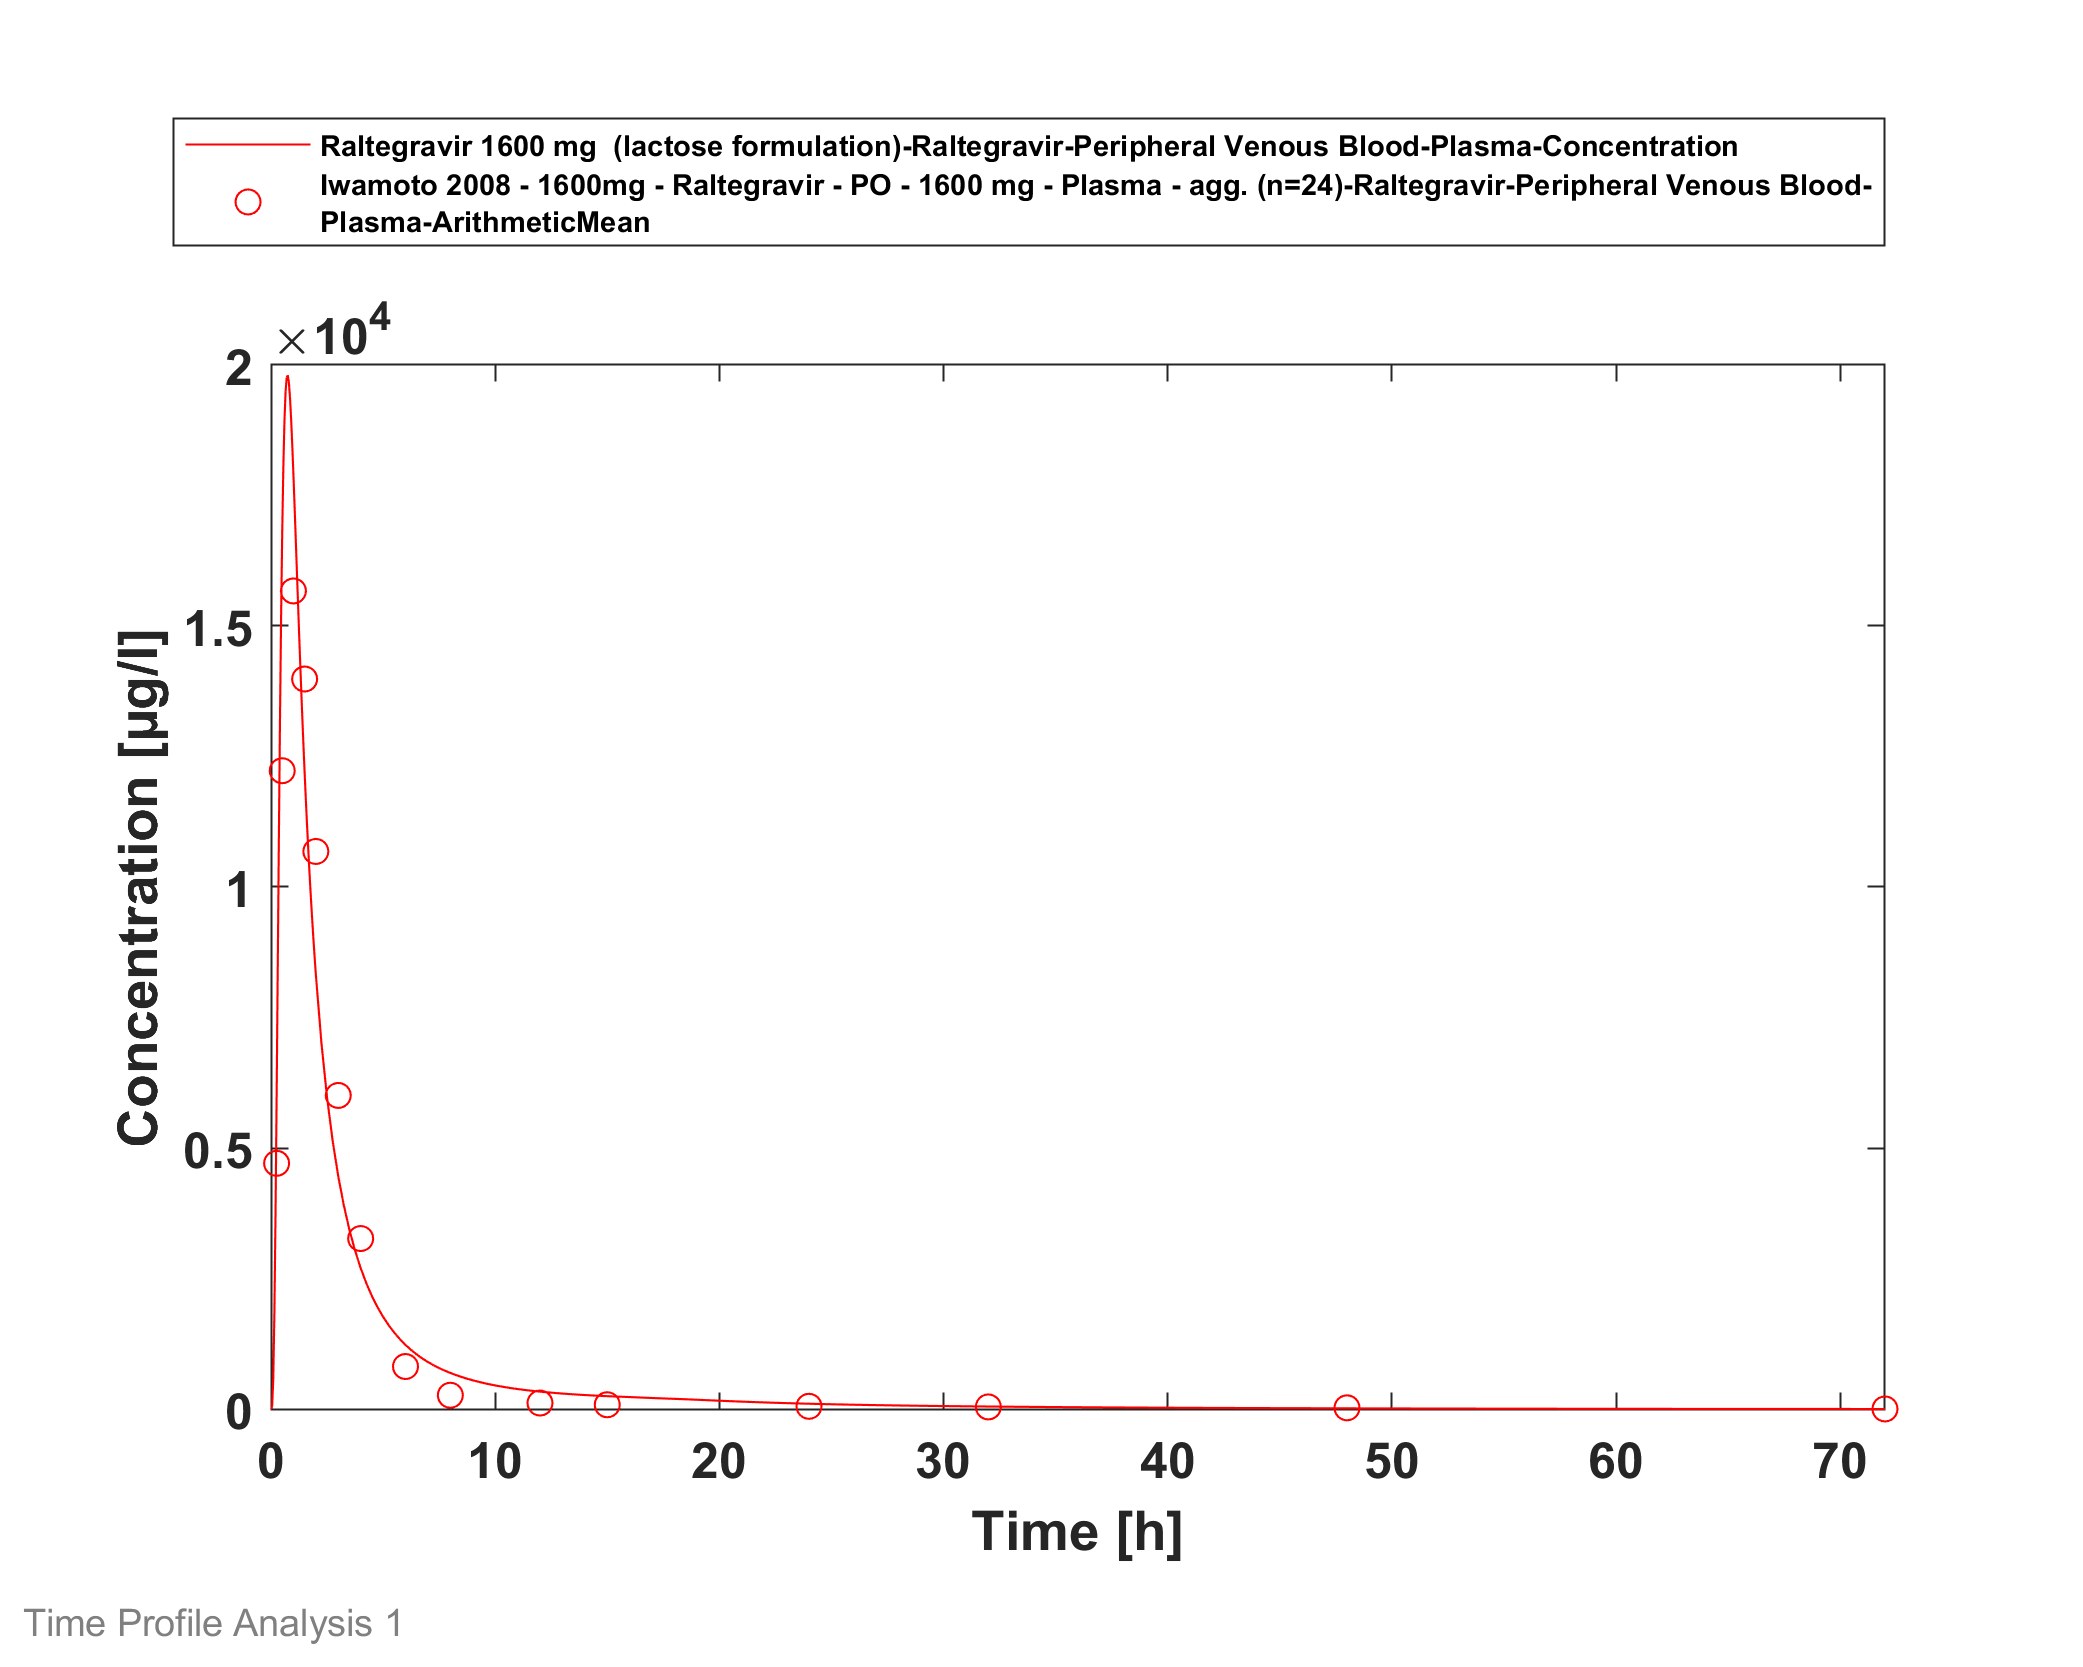 Raltegravir 1600 mg  (lactose formulation)-Raltegravir-Peripheral Venous Blood-Plasma-Concentration
Iwamoto 2008 - 1600mg - Raltegravir - PO - 1600 mg - Plasma - agg. (n=24)-Raltegravir-Peripheral Venous Blood-
Plasma-ArithmeticMean
×10^4
2
1.5
1
0.5
0
Concentration [µg/l]
0 10 20 30 40 50 60 70
Time [h]
Time Profile Analysis 1